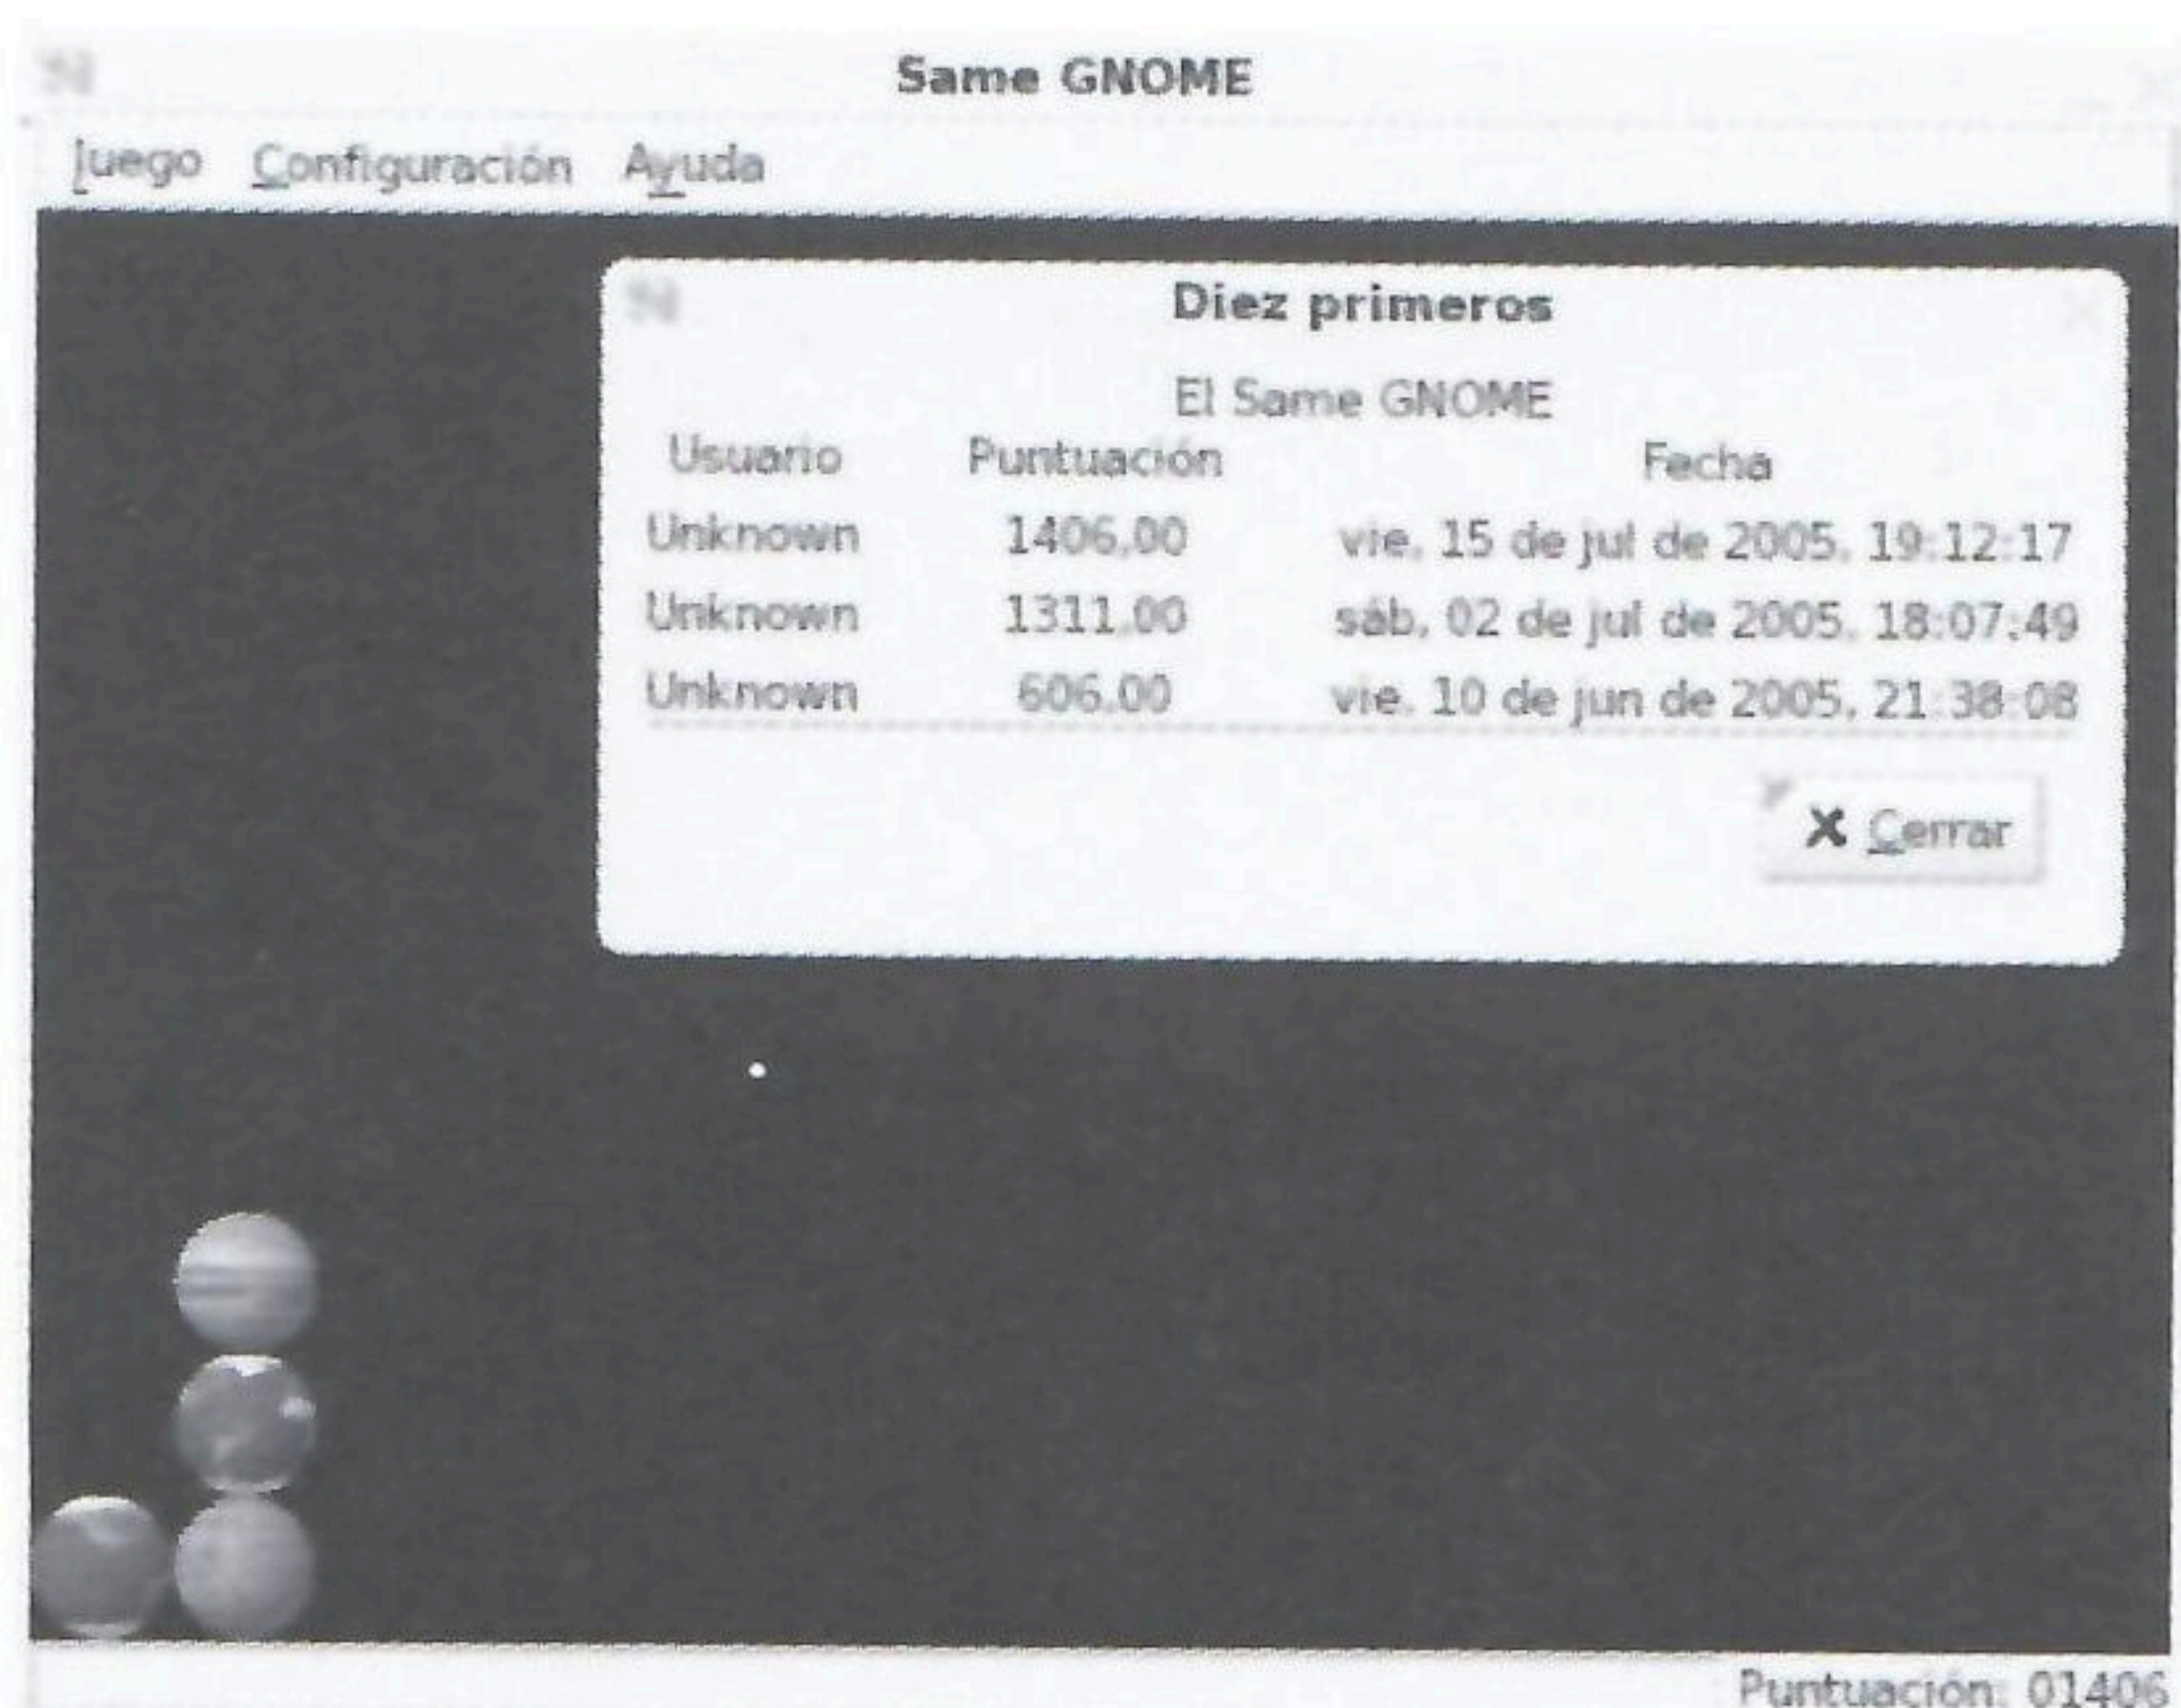 Same GNOME
Juego Configuración Ayuda
Diez primeros
El Same GNOME
Usuario Puntuación Fecha
Unknown 1406,00 vie, 15 de jul de 2005, 19:12:17
Unknown 1311,00 sáb, 02 de jul de 2005, 18:07:49
Unknown 606,00 vie, 10 de jun de 2005, 21:38:08
Cerrar
Puntuación: 01406